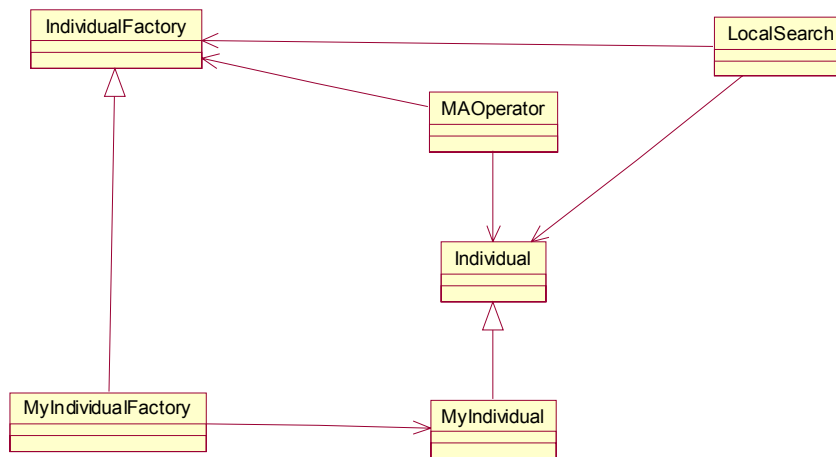 IndividualFactory
LocalSearch
MAOperator
Individual
MyIndividualFactory
MyIndividual